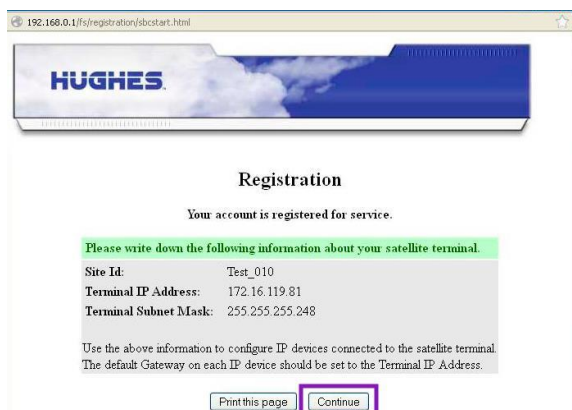 192.168.0.1/fs/registration/sbcstart.html
HUGHES.
Registration
Your account is registered for service.
Please write down the following information about your satellite terminal.
Site Id: Test_010
Terminal IP Address: 172.16.119.81
Terminal Subnet Mask: 255.255.255.248
Use the above information to configure IP devices connected to the satellite terminal.
The default Gateway on each IP device should be set to the Terminal IP Address.
Print this page Continue